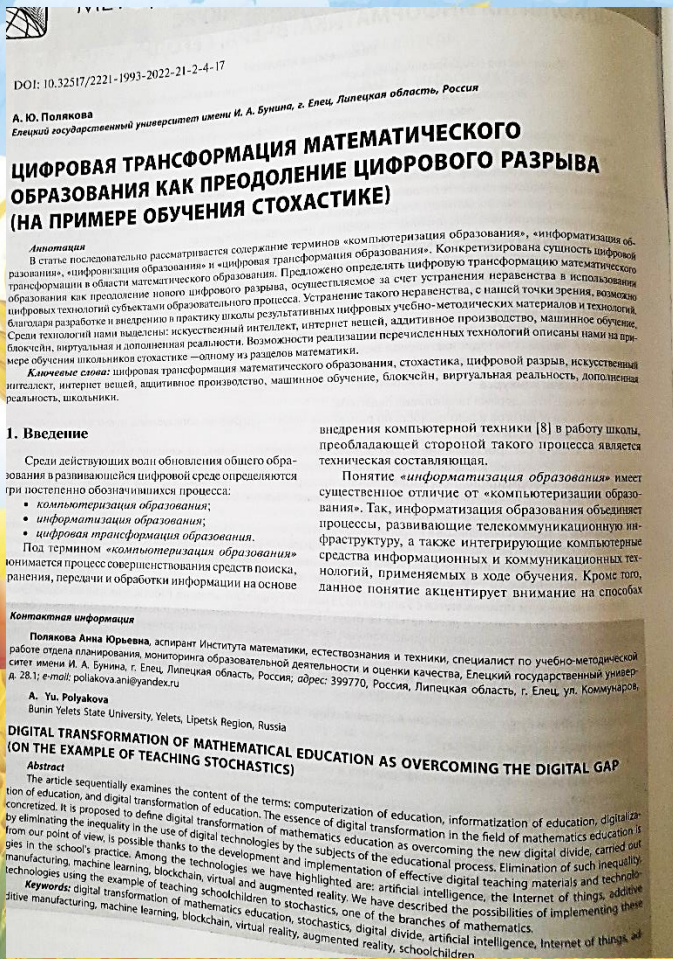 DOI: 10.32517/2221-1993-2022-21-2-4-17
А. Ю. Полякова
Елецкий государственный университет имени И. А. Бунина, г. Елец, Липецкая область, Россия
ЦИФРОВАЯ ТРАНСФОРМАЦИЯ МАТЕМАТИЧЕСКОГО
ОБРАЗОВАНИЯ КАК ПРЕОДОЛЕНИЕ ЦИФРОВОГО РАЗРЫВА
(НА ПРИМЕРЕ ОБУЧЕНИЯ СТОХАСТИКЕ)
Аннотация
В статье последовательно рассматривается содержание терминов «компьютеризация образования», «информатизация об-
разования», «цифровизация образования» и «цифровая трансформация образования». Конкретизирована сущность цифровой
трансформации в области математического образования. Предложено определять цифровую трансформацию математического
образования как преодоление нового цифрового разрыва, осуществляемое за счет устранения неравенства в использовании
цифровых технологий субъектами образовательного процесса. Устранение такого неравенства, с нашей точки зрения, возможно
благодаря разработке и внедрению в практику школы результативных цифровых учебно-методических материалов и технологий.
Среди технологий нами выделены: искусственный интеллект, интернет вещей, аддитивное производство, машинное обучение,
блокчейн, виртуальная и дополненная реальности. Возможности реализации перечисленных технологий описаны нами на при-
мере обучения школьников стохастике —одному из разделов математики.
Ключевые слова: цифровая трансформация математического образования, стохастика, цифровой разрыв, искусственный
интеллект, интернет вещей, аддитивное производство, машинное обучение, блокчейн, виртуальная реальность, дополненная
реальность, школьники.
1. Введение
Среди действующих волн обновления общего обра-
зования в развивающейся цифровой среде определяются
три постепенно обозначившихся процесса:
• компьютеризация образования;
• информатизация образования;
• цифровая трансформация образования.
Под термином «компьютеризация образования»
понимается процесс совершенствования средств поиска,
хранения, передачи и обработки информации на основе
внедрения компьютерной техники [8] в работу школы,
преобладающей стороной такого процесса является
техническая составляющая.
Понятие «информатизация образования» имеет
существенное отличие от «компьютеризации образо-
вания». Так, информатизация образования объединяет
процессы, развивающие телекоммуникационную ин-
фраструктуру, а также интегрирующие компьютерные
средства информационных и коммуникационных тех-
нологий, применяемых в ходе обучения. Кроме того,
данное понятие акцентирует внимание на способах
Контактная информация
Полякова Анна Юрьевна, аспирант Института математики, естествознания и техники, специалист по учебно-методической
работе отдела планирования, мониторинга образовательной деятельности и оценки качества, Елецкий государственный универ-
ситет имени И. А. Бунина, г. Елец, Липецкая область, Россия; адрес: 399770, Россия, Липецкая область, г. Елец, ул. Коммунаров,
д. 28.1; e-mail: poliakova.ani@yandex.ru
A. Yu. Polyakova
Bunin Yelets State University, Yelets, Lipetsk Region, Russia
DIGITAL TRANSFORMATION OF MATHEMATICAL EDUCATION AS OVERCOMING THE DIGITAL GAP
(ON THE EXAMPLE OF TEACHING STOCHASTICS)
Abstract
The article sequentially examines the content of the terms: computerization of education, informatization of education, digitaliza-
tion of education, and digital transformation of education. The essence of digital transformation in the field of mathematics education is
concretized. It is proposed to define digital transformation of mathematics education as overcoming the new digital divide, carried out
by eliminating the inequality in the use of digital technologies by the subjects of the educational process. Elimination of such inequality,
from our point of view, is possible thanks to the development and implementation of effective digital teaching materials and technolo-
gies in the school's practice. Among the technologies we have highlighted are: artificial intelligence, the Internet of things, additive
manufacturing, machine learning, blockchain, virtual and augmented reality. We have described the possibilities of implementing these
technologies using the example of teaching schoolchildren to stochastics, one of the branches of mathematics.
Keywords: digital transformation of mathematics education, stochastics, digital divide, artificial intelligence, Internet of things, ad-
ditive manufacturing, machine learning, blockchain, virtual reality, augmented reality, schoolchildren.